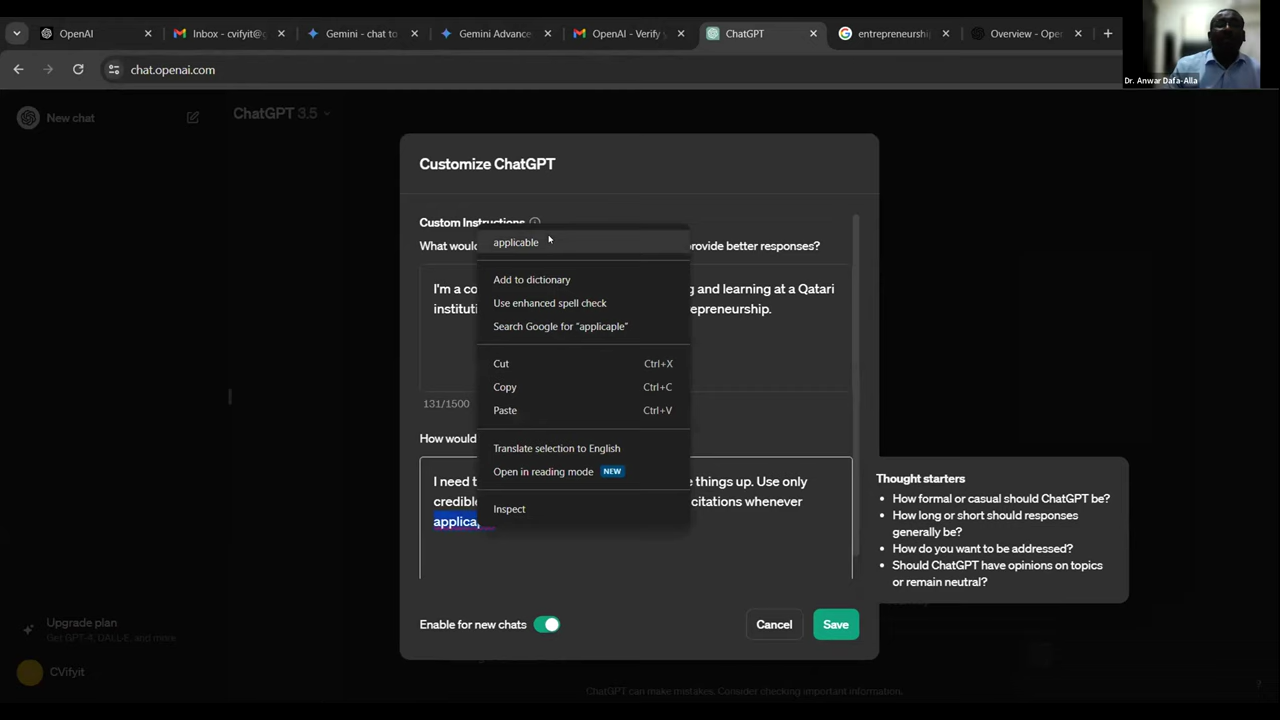 OpenAI
Inbox - cvifyit@g
Gemini - chat to
Gemini Advance
OpenAI - Verify y
ChatGPT
entrepreneurship
Overview - Open
Dr. Anwar Dafa-Alla
chat.openai.com
New chat
ChatGPT 3.5
Customize ChatGPT
Custom Instructions
What would provide better responses?
I'm a co g and learning at a Qatari
instituti epreneurship.
131/1500
applicable
Add to dictionary
Use enhanced spell check
Search Google for "applicaple"
Cut Ctrl+X
Copy Ctrl+C
Paste Ctrl+V
Translate selection to English
Open in reading mode NEW
Inspect
How would
I need t e things up. Use only
credible citations whenever
applica
Thought starters
• How formal or casual should ChatGPT be?
• How long or short should responses
generally be?
• How do you want to be addressed?
• Should ChatGPT have opinions on topics
or remain neutral?
Enable for new chats
Cancel
Save
Upgrade plan
Get GPT-4, DALL·E, and more
CVifyit
ChatGPT can make mistakes. Consider checking important information.
?